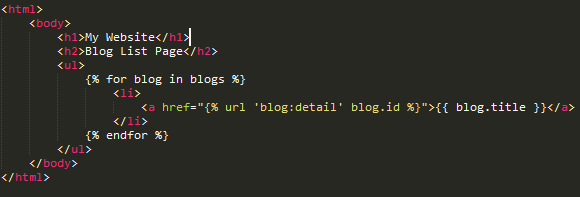 <html>
    <body>
        <h1>My Website</h1>
        <h2>Blog List Page</h2>
        <ul>
            {% for blog in blogs %}
                <li>
                    <a href="{% url 'blog:detail' blog.id %}">{{ blog.title }}</a>
                </li>
            {% endfor %}
        </ul>
    </body>
</html>